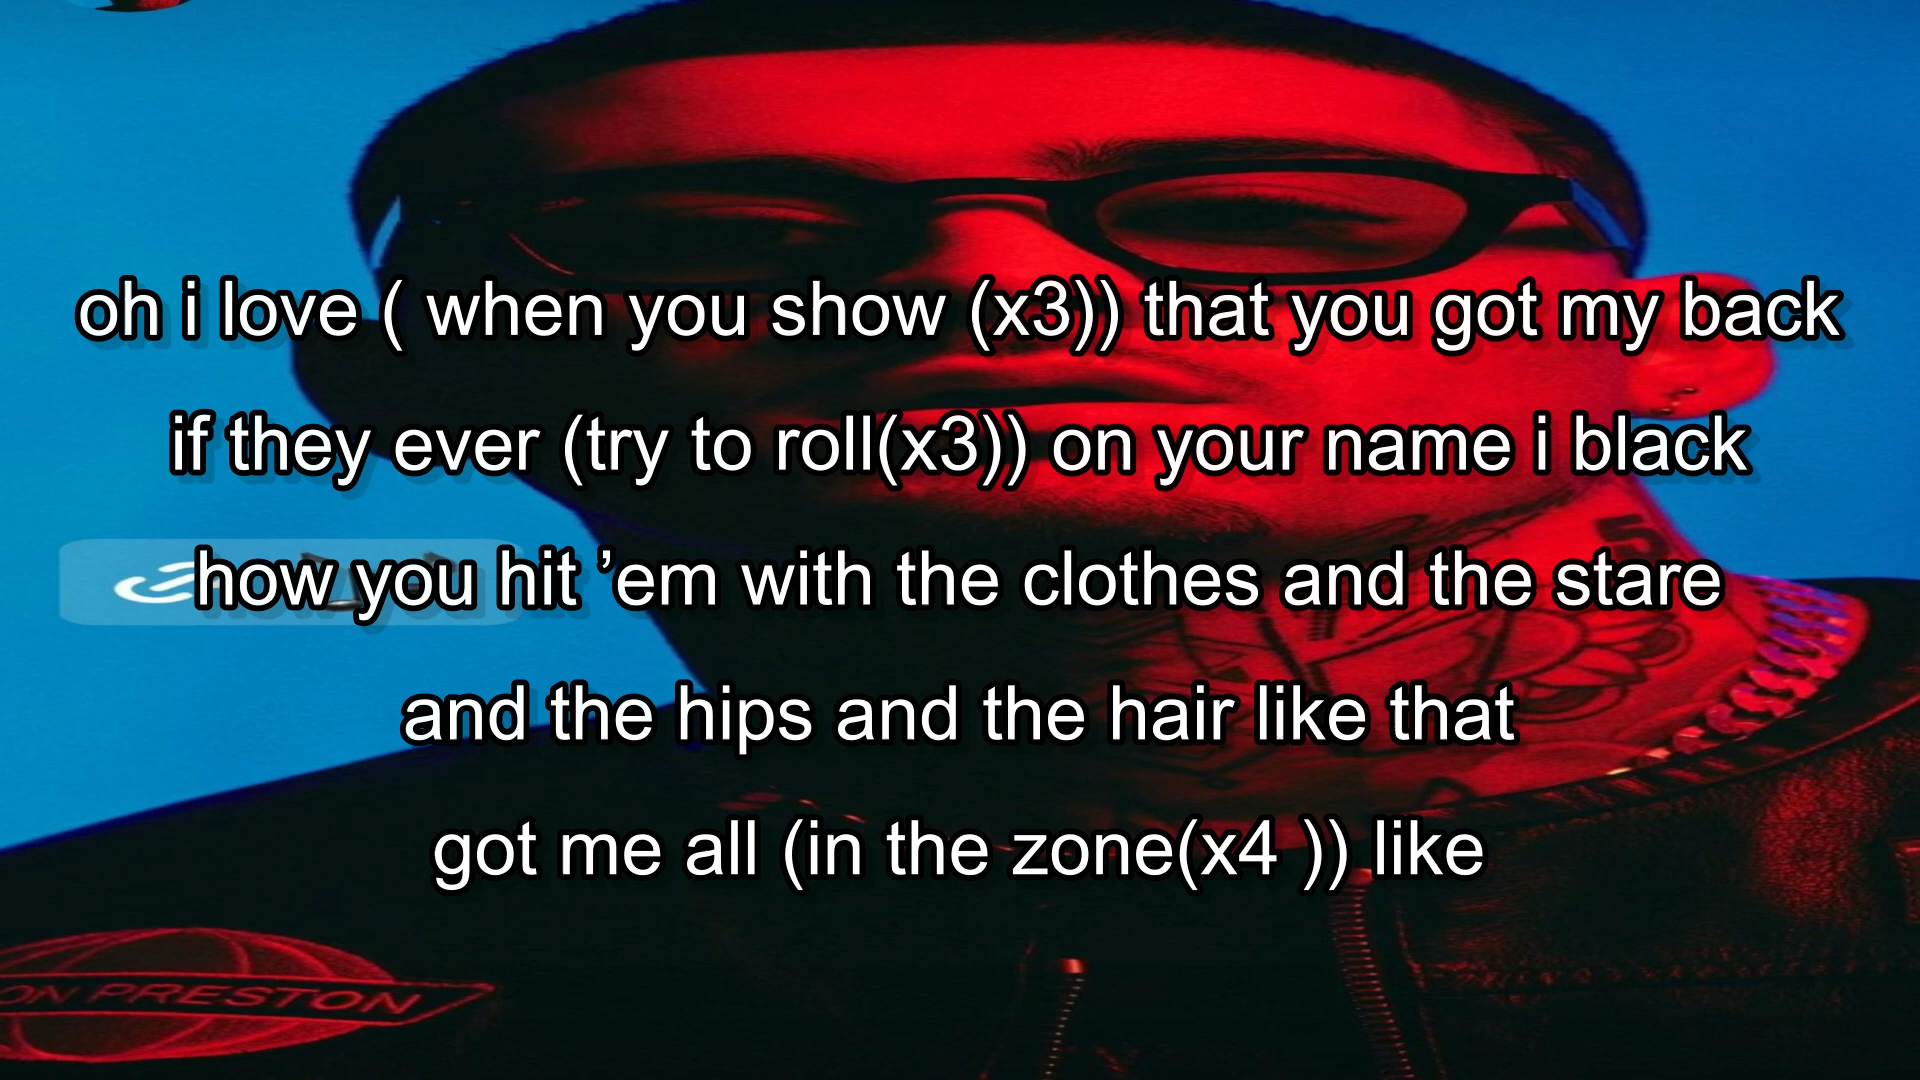 oh i love ( when you show (x3)) that you got my back
if they ever (try to roll(x3)) on your name i black
how you hit ’em with the clothes and the stare
and the hips and the hair like that
got me all (in the zone(x4 )) like
ON PRESTON